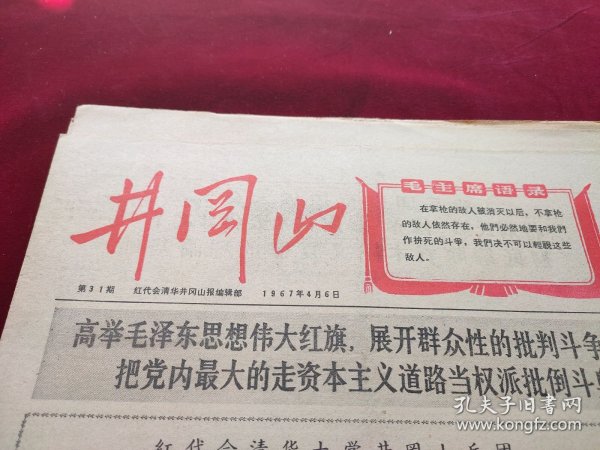 井冈山
毛主席语录
在拿枪的敌人被消灭以后，不拿枪
的敌人依然存在，他們必然地要和我們
作拚死的斗爭，我們决不可以輕視这些
敌人。
第31期 红代会清华井冈山报编辑部 1967年4月6日
高举毛泽东思想伟大红旗，展开群众性的批判斗争
把党内最大的走资本主义道路当权派批倒斗
紅代会清华大学井冈山兵团
孔夫子旧书网
www.kongfz.com